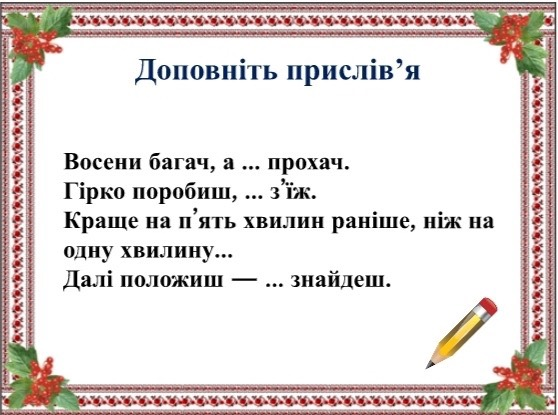 Доповніть прислів’я
Восени багач, а ... прохач.
Гірко поробиш, ... з’їж.
Краще на п’ять хвилин раніше, ніж на
одну хвилину...
Далі положиш — ... знайдеш.